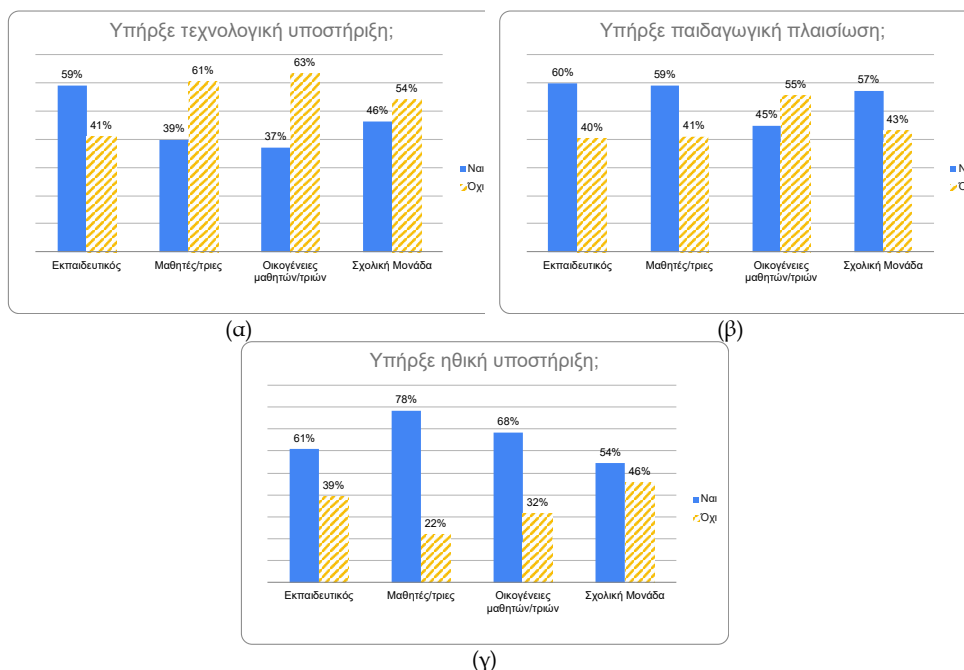 Υπήρξε τεχνολογική υποστήριξη;
59%
41%
39%
61%
37%
63%
46%
54%
Ναι
Όχι
Εκπαιδευτικός
Μαθητές/τριες
Οικογένειες
μαθητών/τριών
Σχολική Μονάδα
(α)
Υπήρξε παιδαγωγική πλαισίωση;
60%
40%
59%
41%
45%
55%
57%
43%
Εκπαιδευτικός
Μαθητές/τριες
Οικογένειες
μαθητών/τριών
Σχολική Μονάδα
(β)
Υπήρξε ηθική υποστήριξη;
61%
39%
78%
22%
68%
32%
54%
46%
Ναι
Όχι
Εκπαιδευτικός
Μαθητές/τριες
Οικογένειες
μαθητών/τριών
Σχολική Μονάδα
(γ)